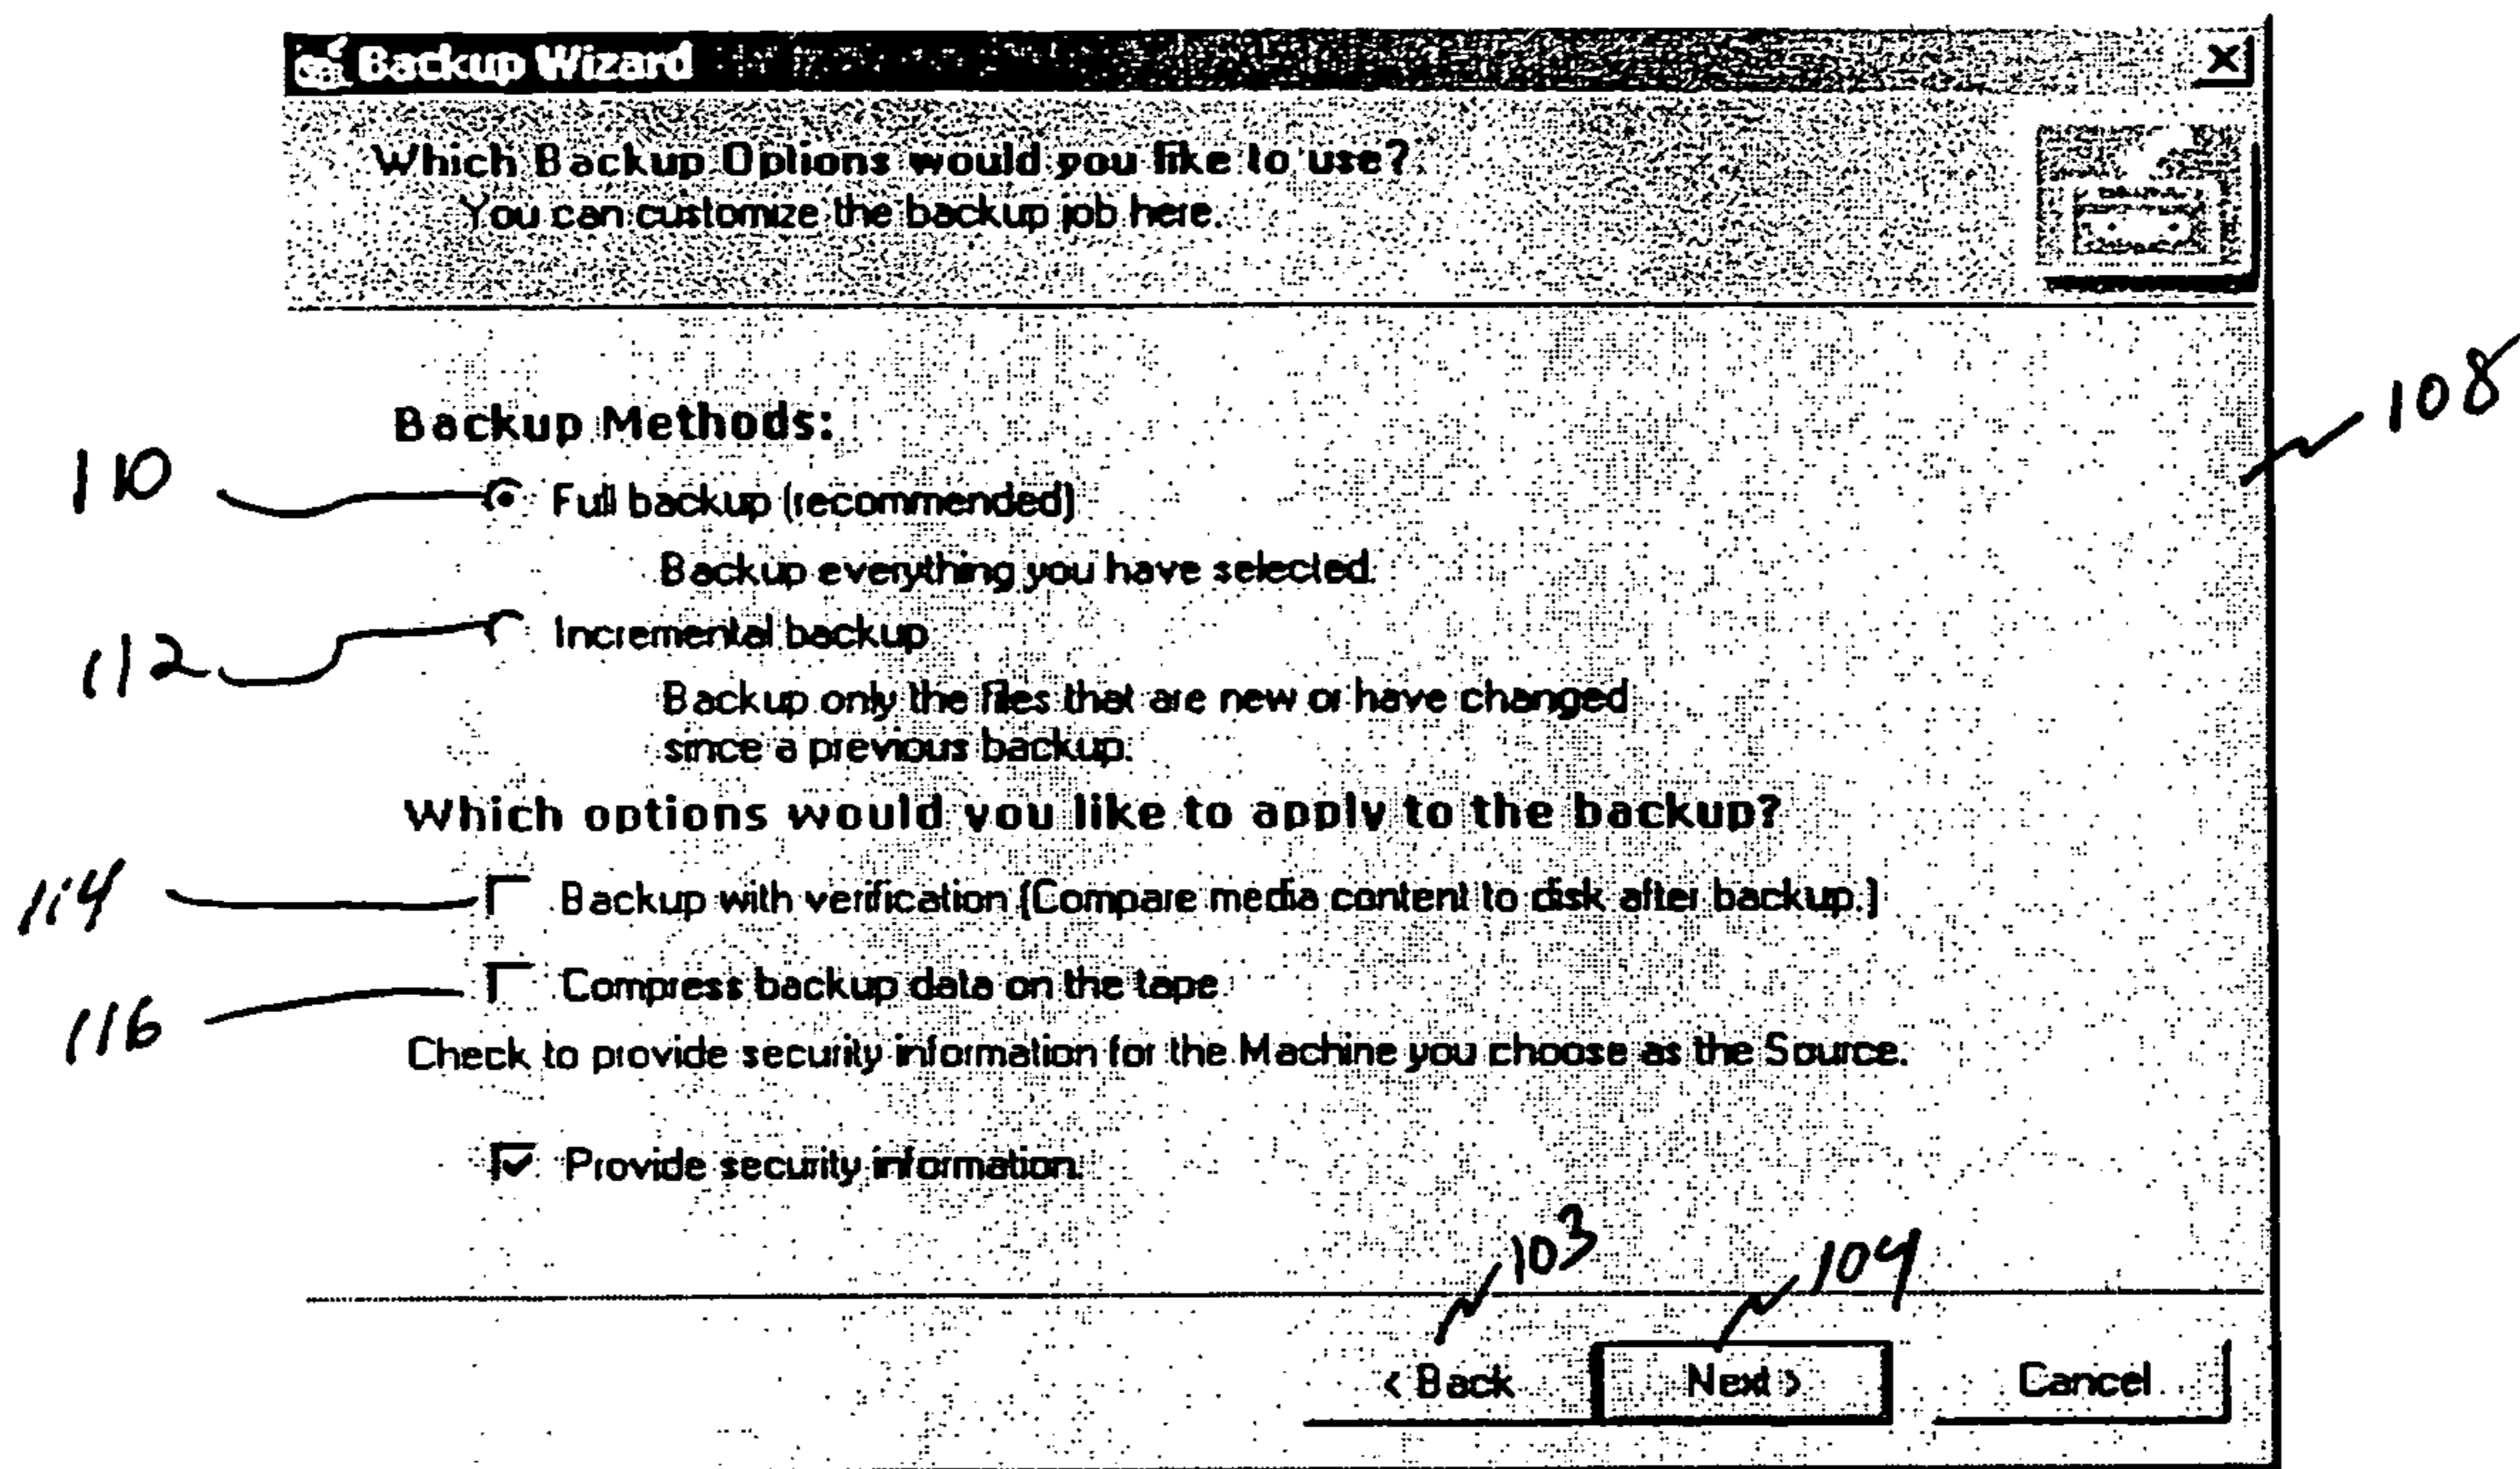 Backup Wizard
Which Backup Options would you like to use?
You can customize the backup job here.
108
Backup Methods:
110
Full backup (recommended)
Backup everything you have selected.
112
Incremental backup
Backup only the files that are new or have changed
since a previous backup.
Which options would you like to apply to the backup?
114
Backup with verification (Compare media content to disk after backup.)
116
Compress backup data on the tape
Check to provide security information for the Machine you choose as the Source.
Provide security information.
103
104
< Back Next > Cancel